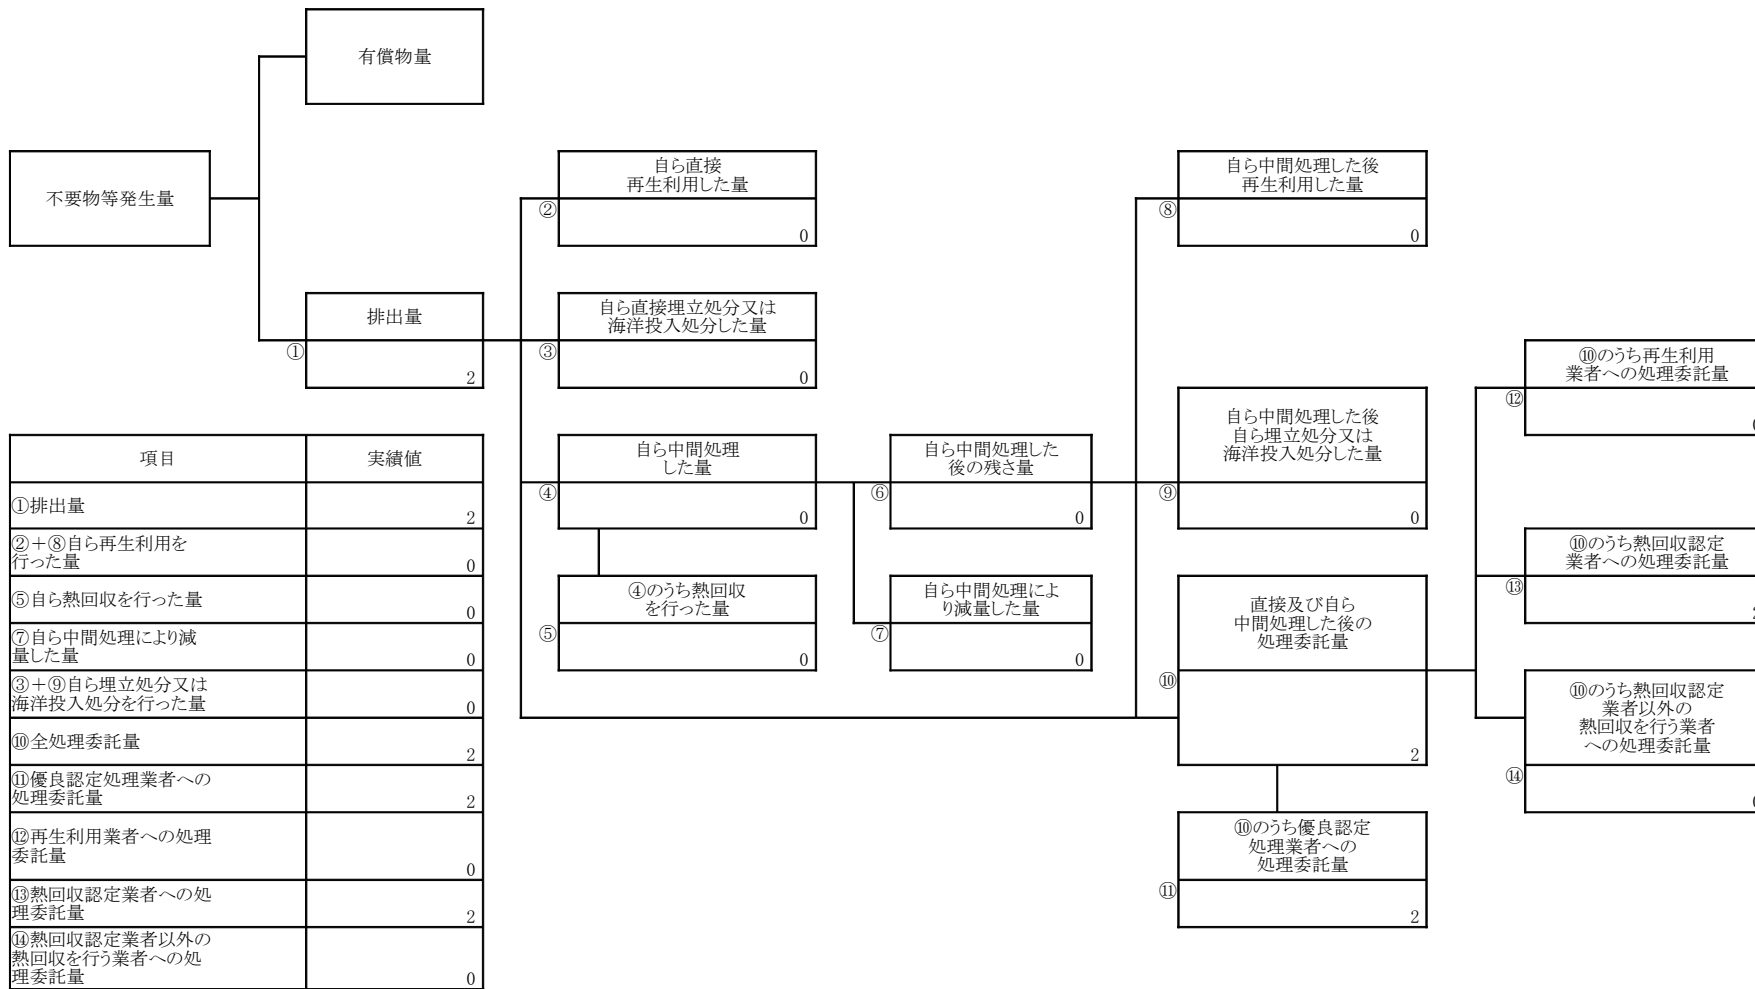 有償物量
不要物等発生量
自ら直接
再生利用した量
②
0
自ら中間処理した後
再生利用した量
⑧
0
排出量
①
2
自ら直接埋立処分又は
海洋投入処分した量
③
0
⑩のうち再生利用
業者への処理委託量
⑫
0
自ら中間処理した後
自ら埋立処分又は
海洋投入処分した量
⑨
0
自ら中間処理
した量
④
0
自ら中間処理した
後の残さ量
⑥
0
⑩のうち熱回収認定
業者への処理委託量
⑬
2
④のうち熱回収
を行った量
⑤
0
自ら中間処理によ
り減量した量
⑦
0
直接及び自ら
中間処理した後の
処理委託量
⑩
2
⑩のうち熱回収認定
業者以外の
熱回収を行う業者
への処理委託量
⑭
0
⑩のうち優良認定
処理業者への
処理委託量
⑪
2
項目 実績値
①排出量 2
②+⑧自ら再生利用を
行った量 0
⑤自ら熱回収を行った量 0
⑦自ら中間処理により減
量した量 0
③+⑨自ら埋立処分又は
海洋投入処分を行った量 0
⑩全処理委託量 2
⑪優良認定処理業者への
処理委託量 2
⑫再生利用業者への処理
委託量 0
⑬熱回収認定業者への処
理委託量 2
⑭熱回収認定業者以外の
熱回収を行う業者への処
理委託量 0